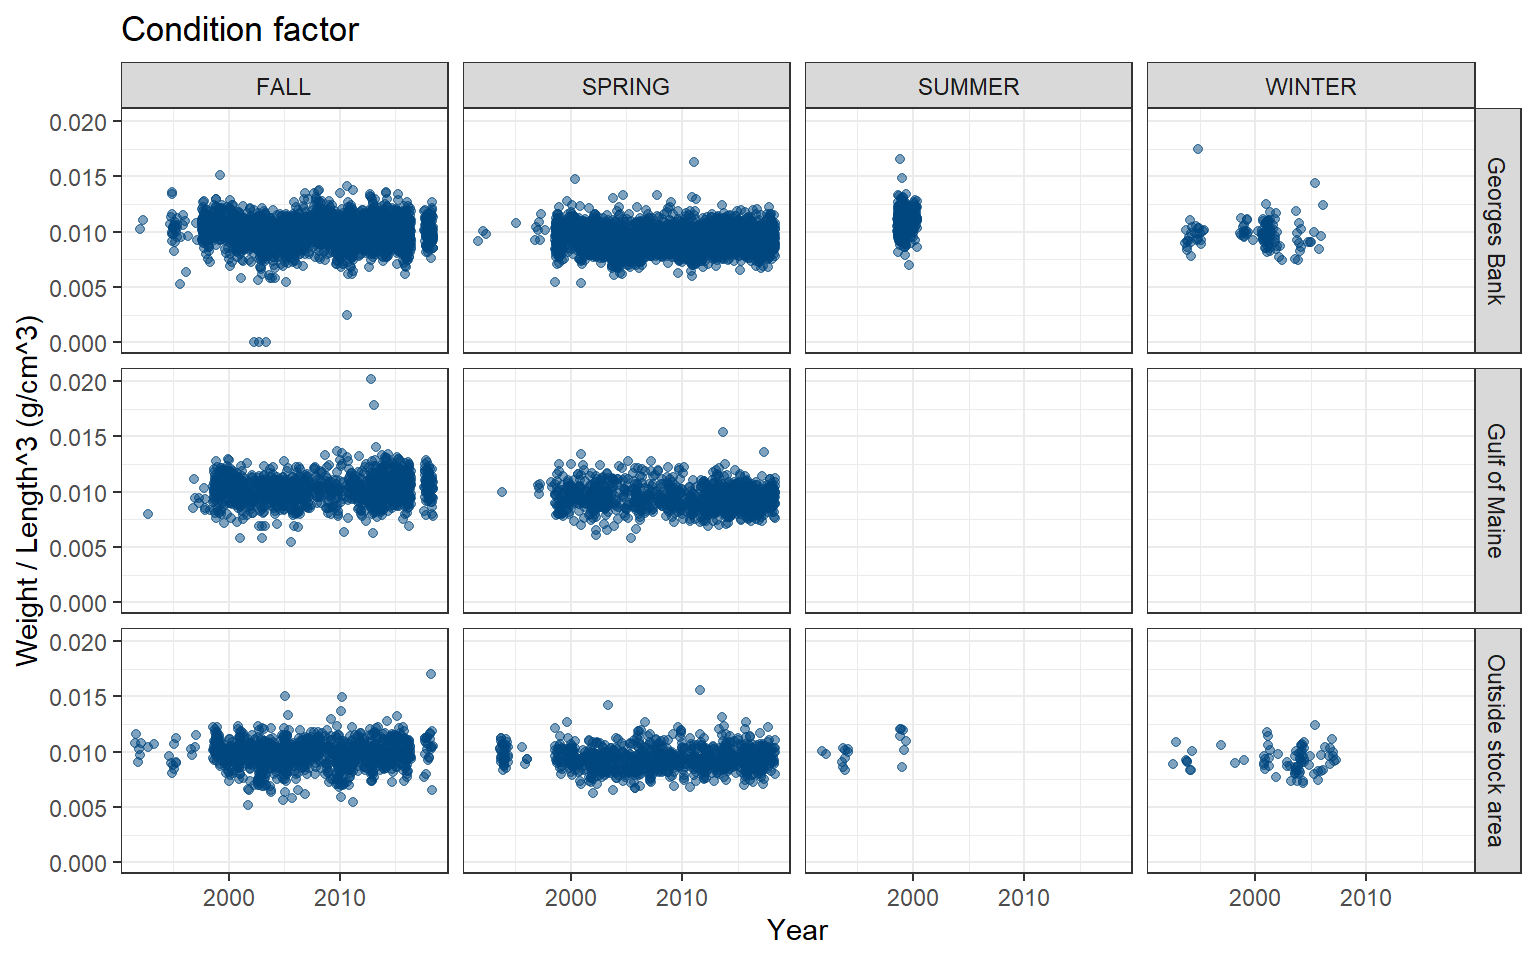 Condition factor
FALL
SPRING
SUMMER
WINTER
0.020
0.015
0.010
0.005
0.000
Georges Bank
0.020
0.015
0.010
0.005
0.000
Gulf of Maine
0.020
0.015
0.010
0.005
0.000
Outside stock area
Weight / Length^3 (g/cm^3)
2000
2010
2000
2010
2000
2010
2000
2010
Year